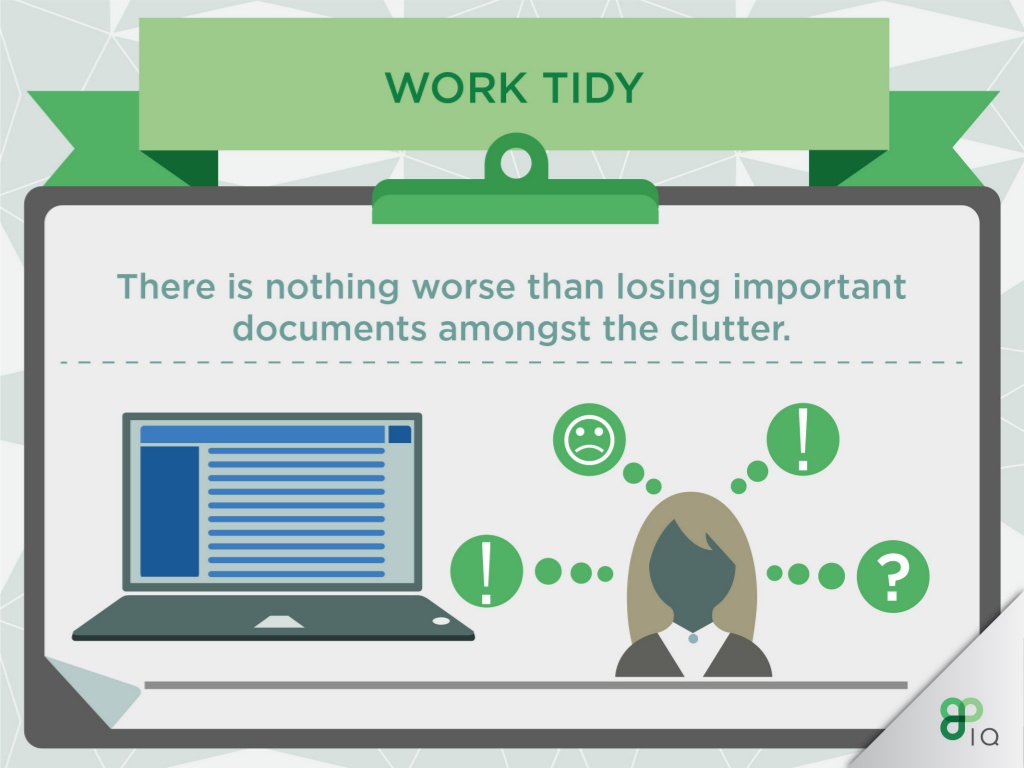 WORK TIDY
There is nothing worse than losing important
documents amongst the clutter.
!
!
!
?
IQ